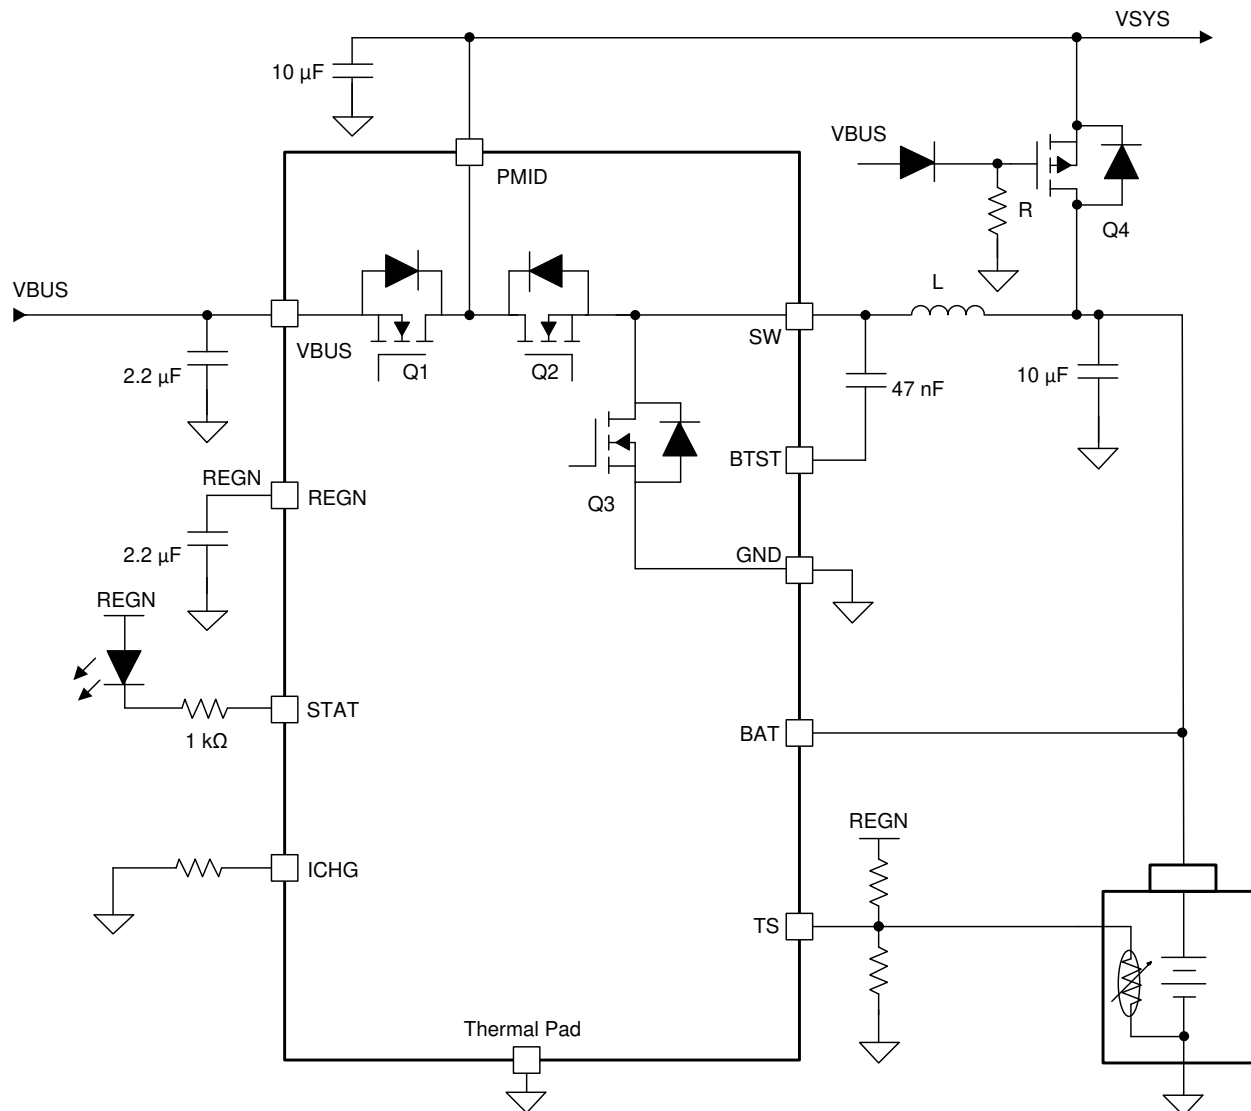 VSYS
10 µF
VBUS
PMID
R
Q4
VBUS
L
VBUS
SW
Q1
Q2
2.2 µF
10 µF
47 nF
BTST
REGN
REGN
Q3
2.2 µF
GND
REGN
STAT
1 kΩ
BAT
REGN
ICHG
TS
Thermal Pad